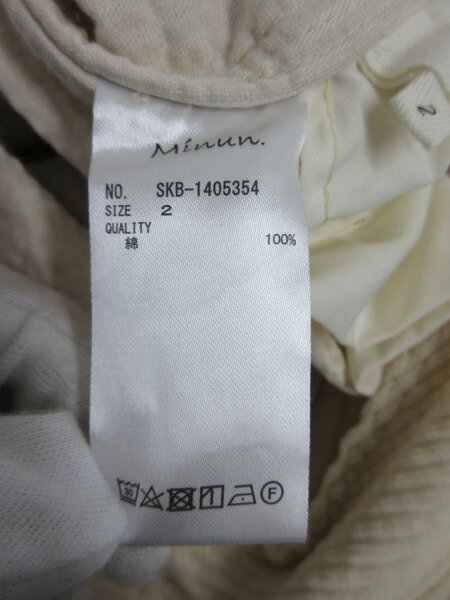 Minun.
NO. SKB-1405354
SIZE 2
QUALITY
綿 100%
2
F